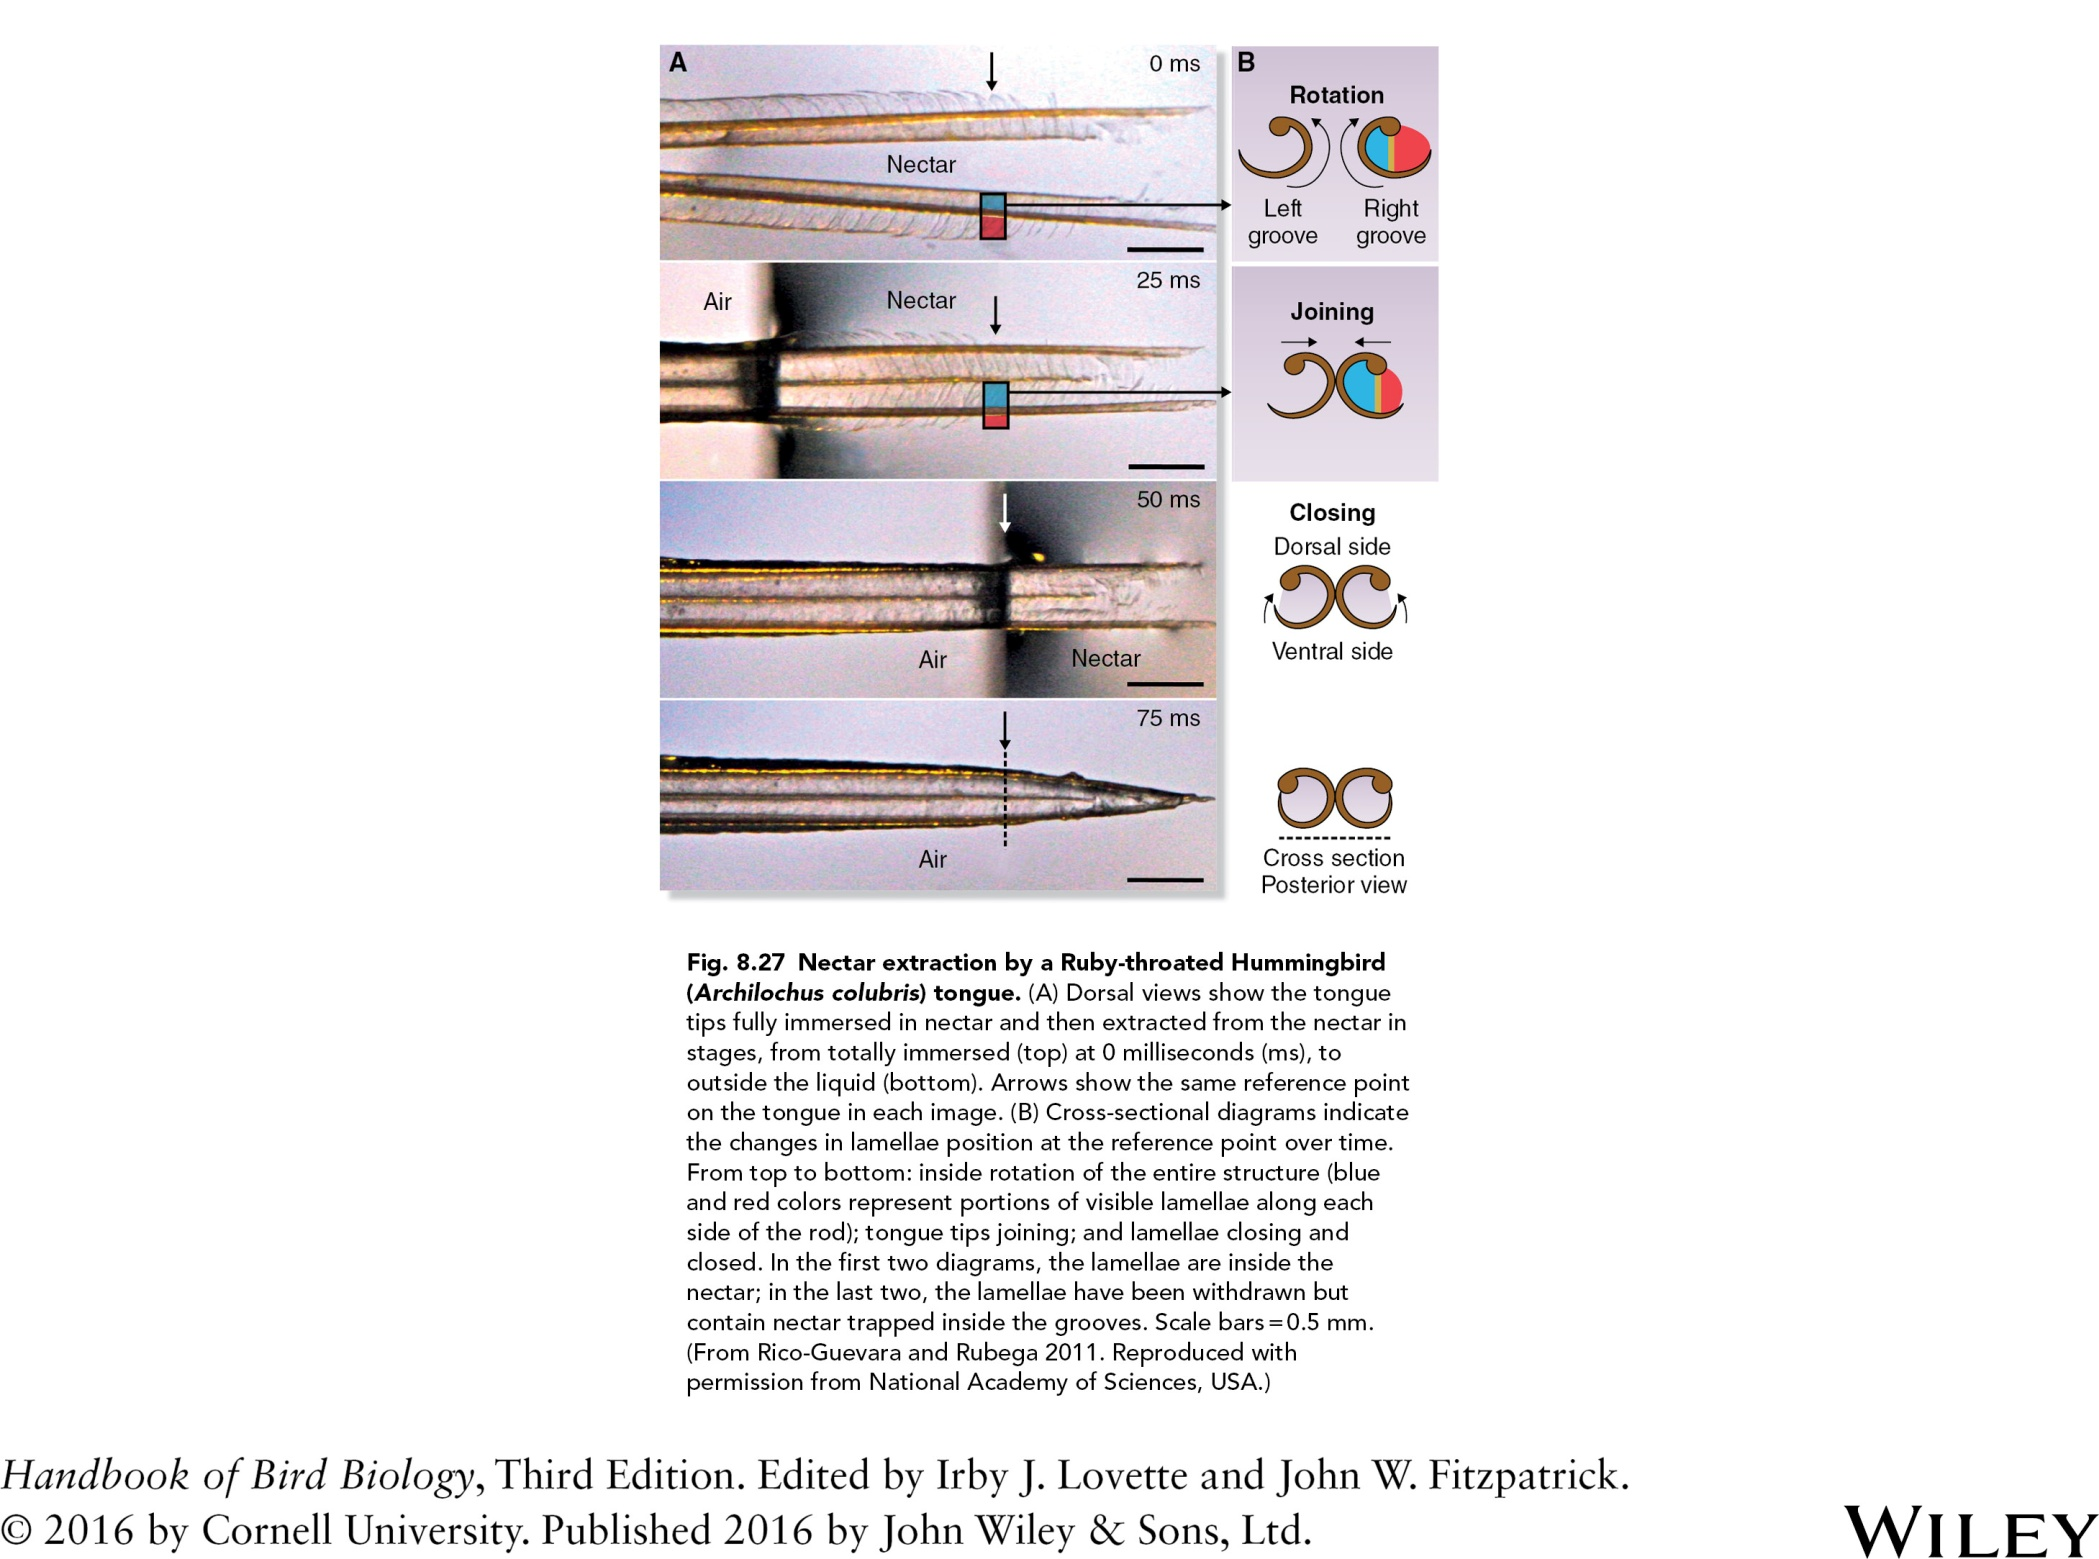 A
0 ms
Nectar
Air
Nectar
25 ms
50 ms
Air
Nectar
75 ms
Air
B
Rotation
Left
groove
Right
groove
Joining
Closing
Dorsal side
Ventral side
Cross section
Posterior view
Fig. 8.27 Nectar extraction by a Ruby-throated Hummingbird
(Archilochus colubris) tongue. (A) Dorsal views show the tongue
tips fully immersed in nectar and then extracted from the nectar in
stages, from totally immersed (top) at 0 milliseconds (ms), to
outside the liquid (bottom). Arrows show the same reference point
on the tongue in each image. (B) Cross-sectional diagrams indicate
the changes in lamellae position at the reference point over time.
From top to bottom: inside rotation of the entire structure (blue
and red colors represent portions of visible lamellae along each
side of the rod); tongue tips joining; and lamellae closing and
closed. In the first two diagrams, the lamellae are inside the
nectar; in the last two, the lamellae have been withdrawn but
contain nectar trapped inside the grooves. Scale bars = 0.5 mm.
(From Rico-Guevara and Rubega 2011. Reproduced with
permission from National Academy of Sciences, USA.)
Handbook of Bird Biology, Third Edition. Edited by Irby J. Lovette and John W. Fitzpatrick.
© 2016 by Cornell University. Published 2016 by John Wiley & Sons, Ltd.
WILEY